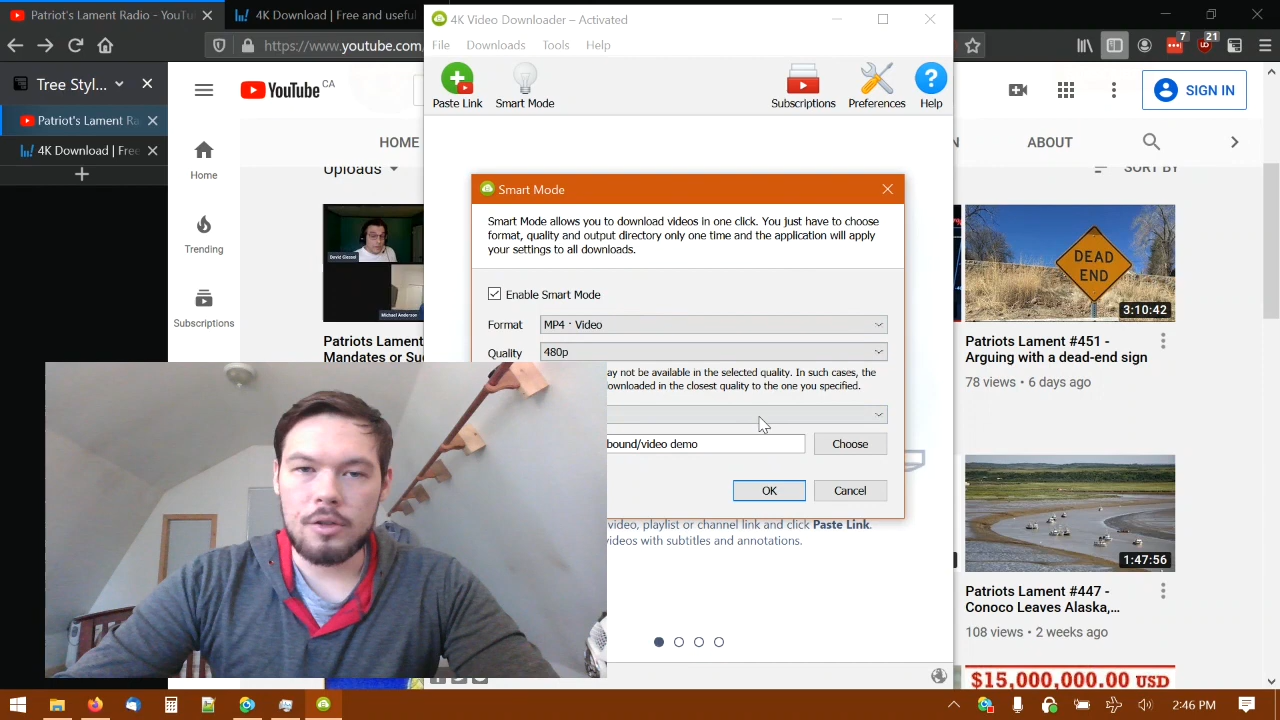 Patriot's Lament Radio - You
4K Download | Free and useful
4K Video Downloader – Activated
https://www.youtube.com
7
21
File Downloads Tools Help
Tree Style
Patriot's Lament Ra
4K Download | Free
YouTube CA
Paste Link
Smart Mode
Subscriptions
Preferences
Help
SIGN IN
HOME
ABOUT
Uploads
SORT BY
Home
Trending
Subscriptions
Smart Mode
Smart Mode allows you to download videos in one click. You just have to choose
format, quality and output directory only one time and the application will apply
your settings to all downloads.
Enable Smart Mode
Format MP4 · Video
Quality 480p
ay not be available in the selected quality. In such cases, the
ownloaded in the closest quality to the one you specified.
bound/video demo
Choose
OK
Cancel
video, playlist or channel link and click Paste Link.
videos with subtitles and annotations.
David Giessel
Michael Anderson
Patriots Lament
Mandates or Su
DEAD
END
3:10:42
Patriots Lament #451 -
Arguing with a dead-end sign
78 views • 6 days ago
1:47:56
Patriots Lament #447 -
Conoco Leaves Alaska,...
108 views • 2 weeks ago
$15,000,000.00 USD
2:46 PM